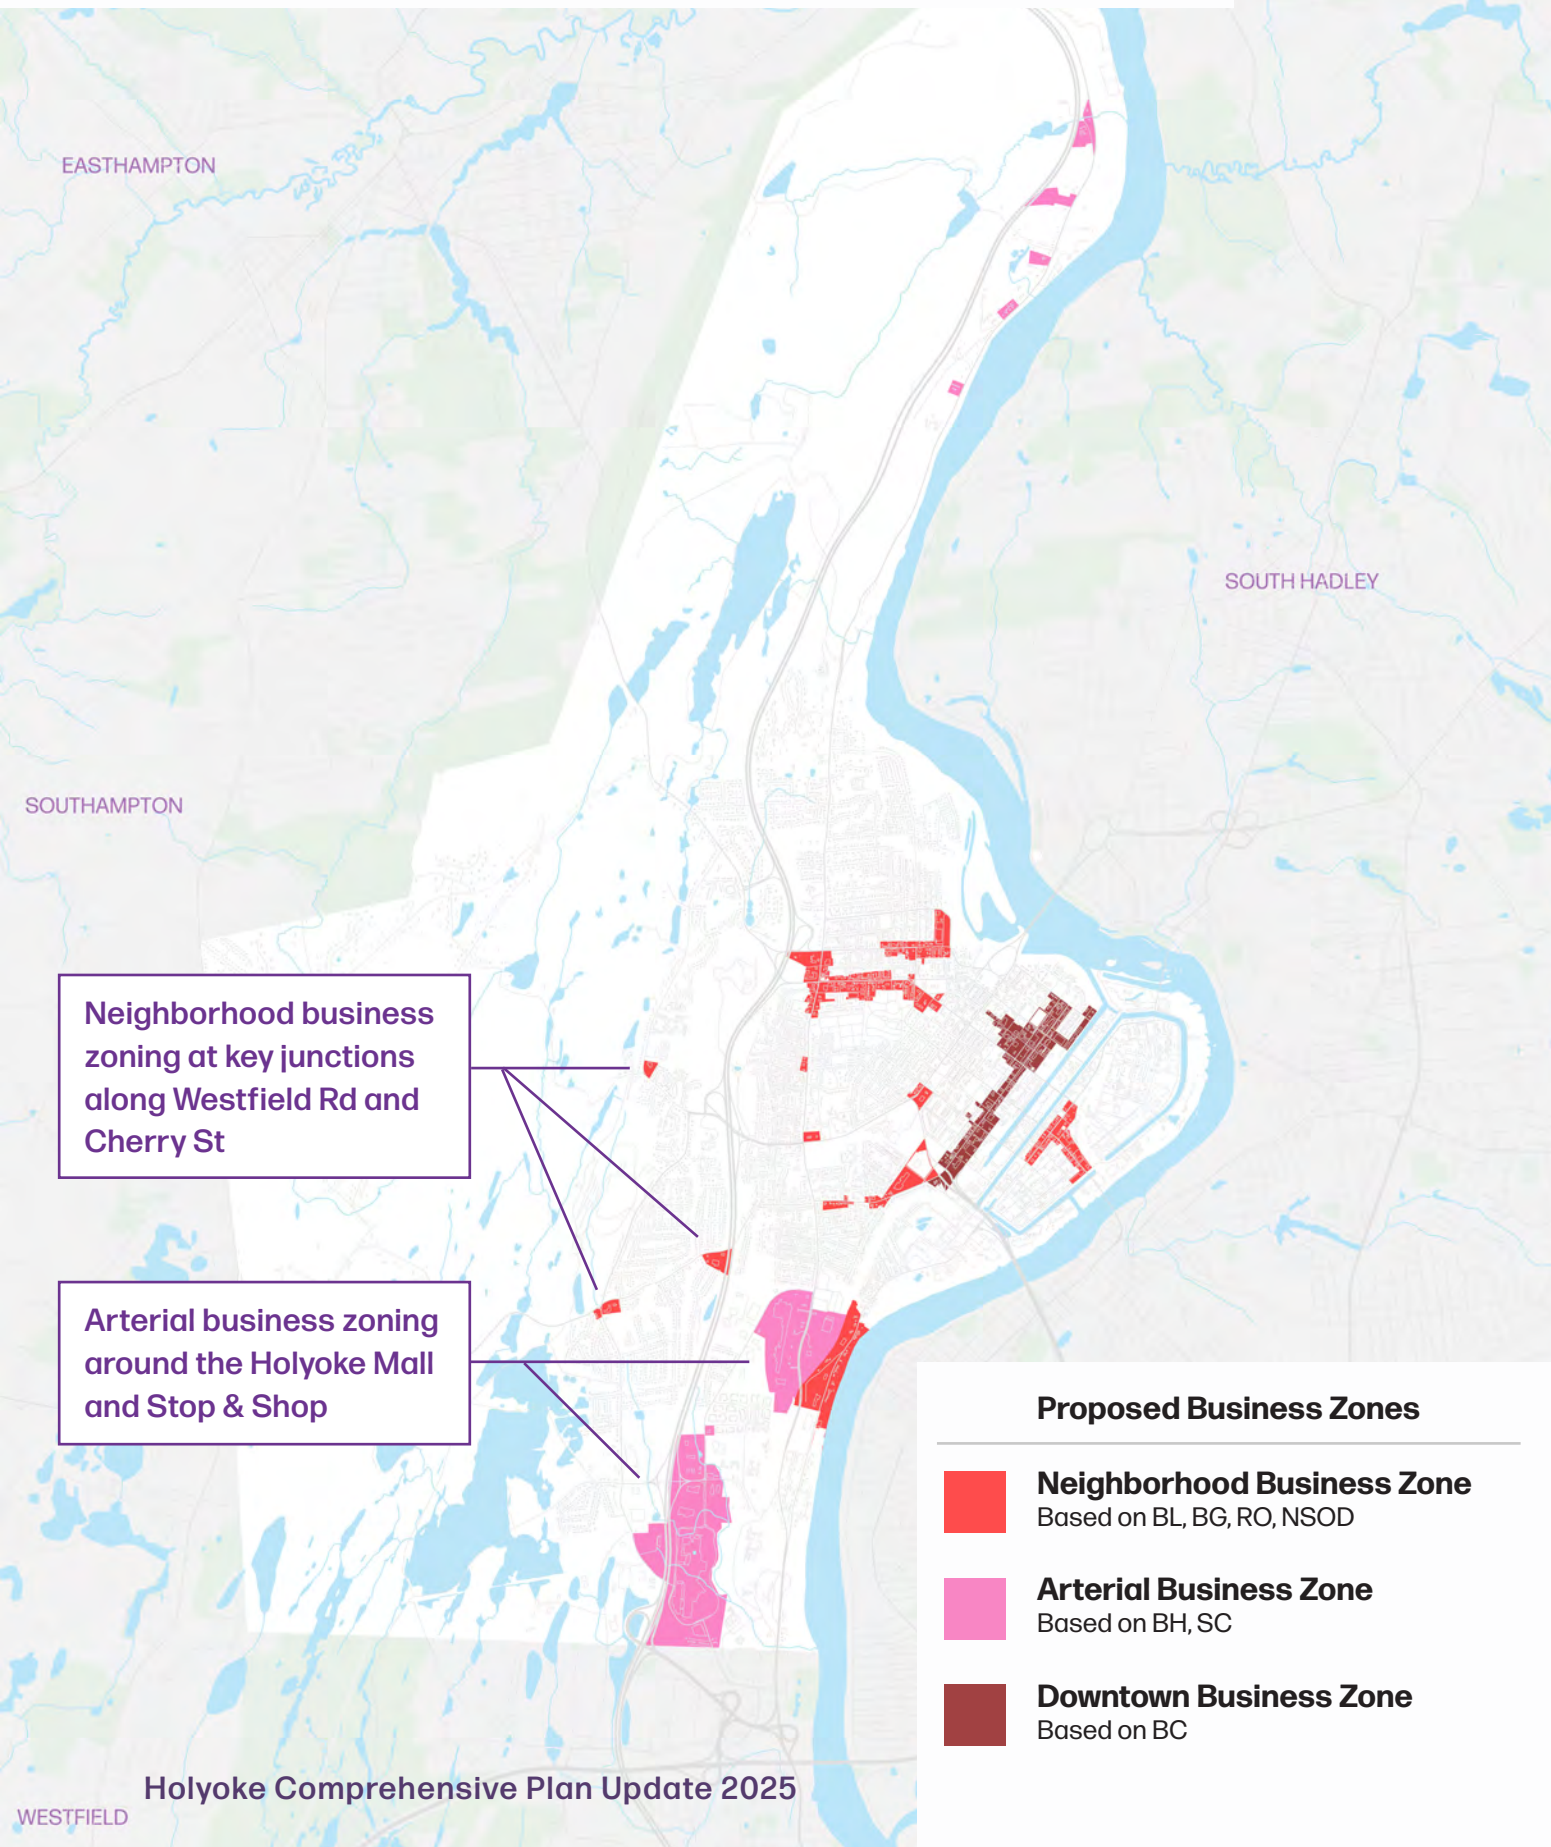 EASTHAMPTON
SOUTH HADLEY
SOUTHAMPTON
Neighborhood business
zoning at key junctions
along Westfield Rd and
Cherry St
Arterial business zoning
around the Holyoke Mall
and Stop & Shop
Proposed Business Zones
Neighborhood Business Zone
Based on BL, BG, RO, NSOD
Arterial Business Zone
Based on BH, SC
Downtown Business Zone
Based on BC
Holyoke Comprehensive Plan Update 2025
WESTFIELD